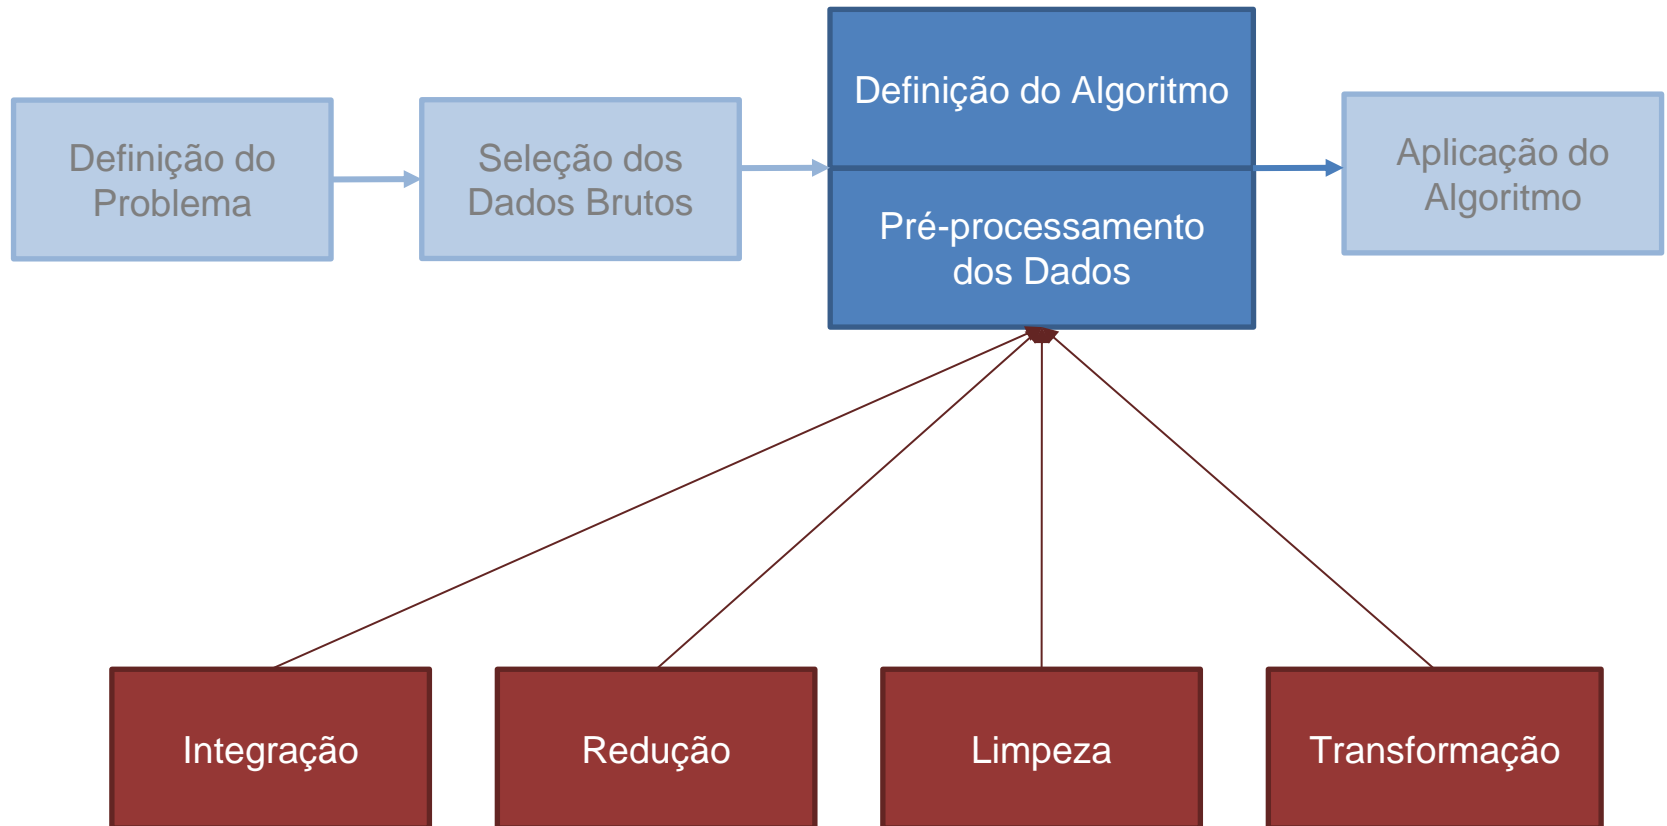 Definição do
Problema
Seleção dos
Dados Brutos
Definição do Algoritmo
Pré-processamento
dos Dados
Aplicação do
Algoritmo
Integração
Redução
Limpeza
Transformação